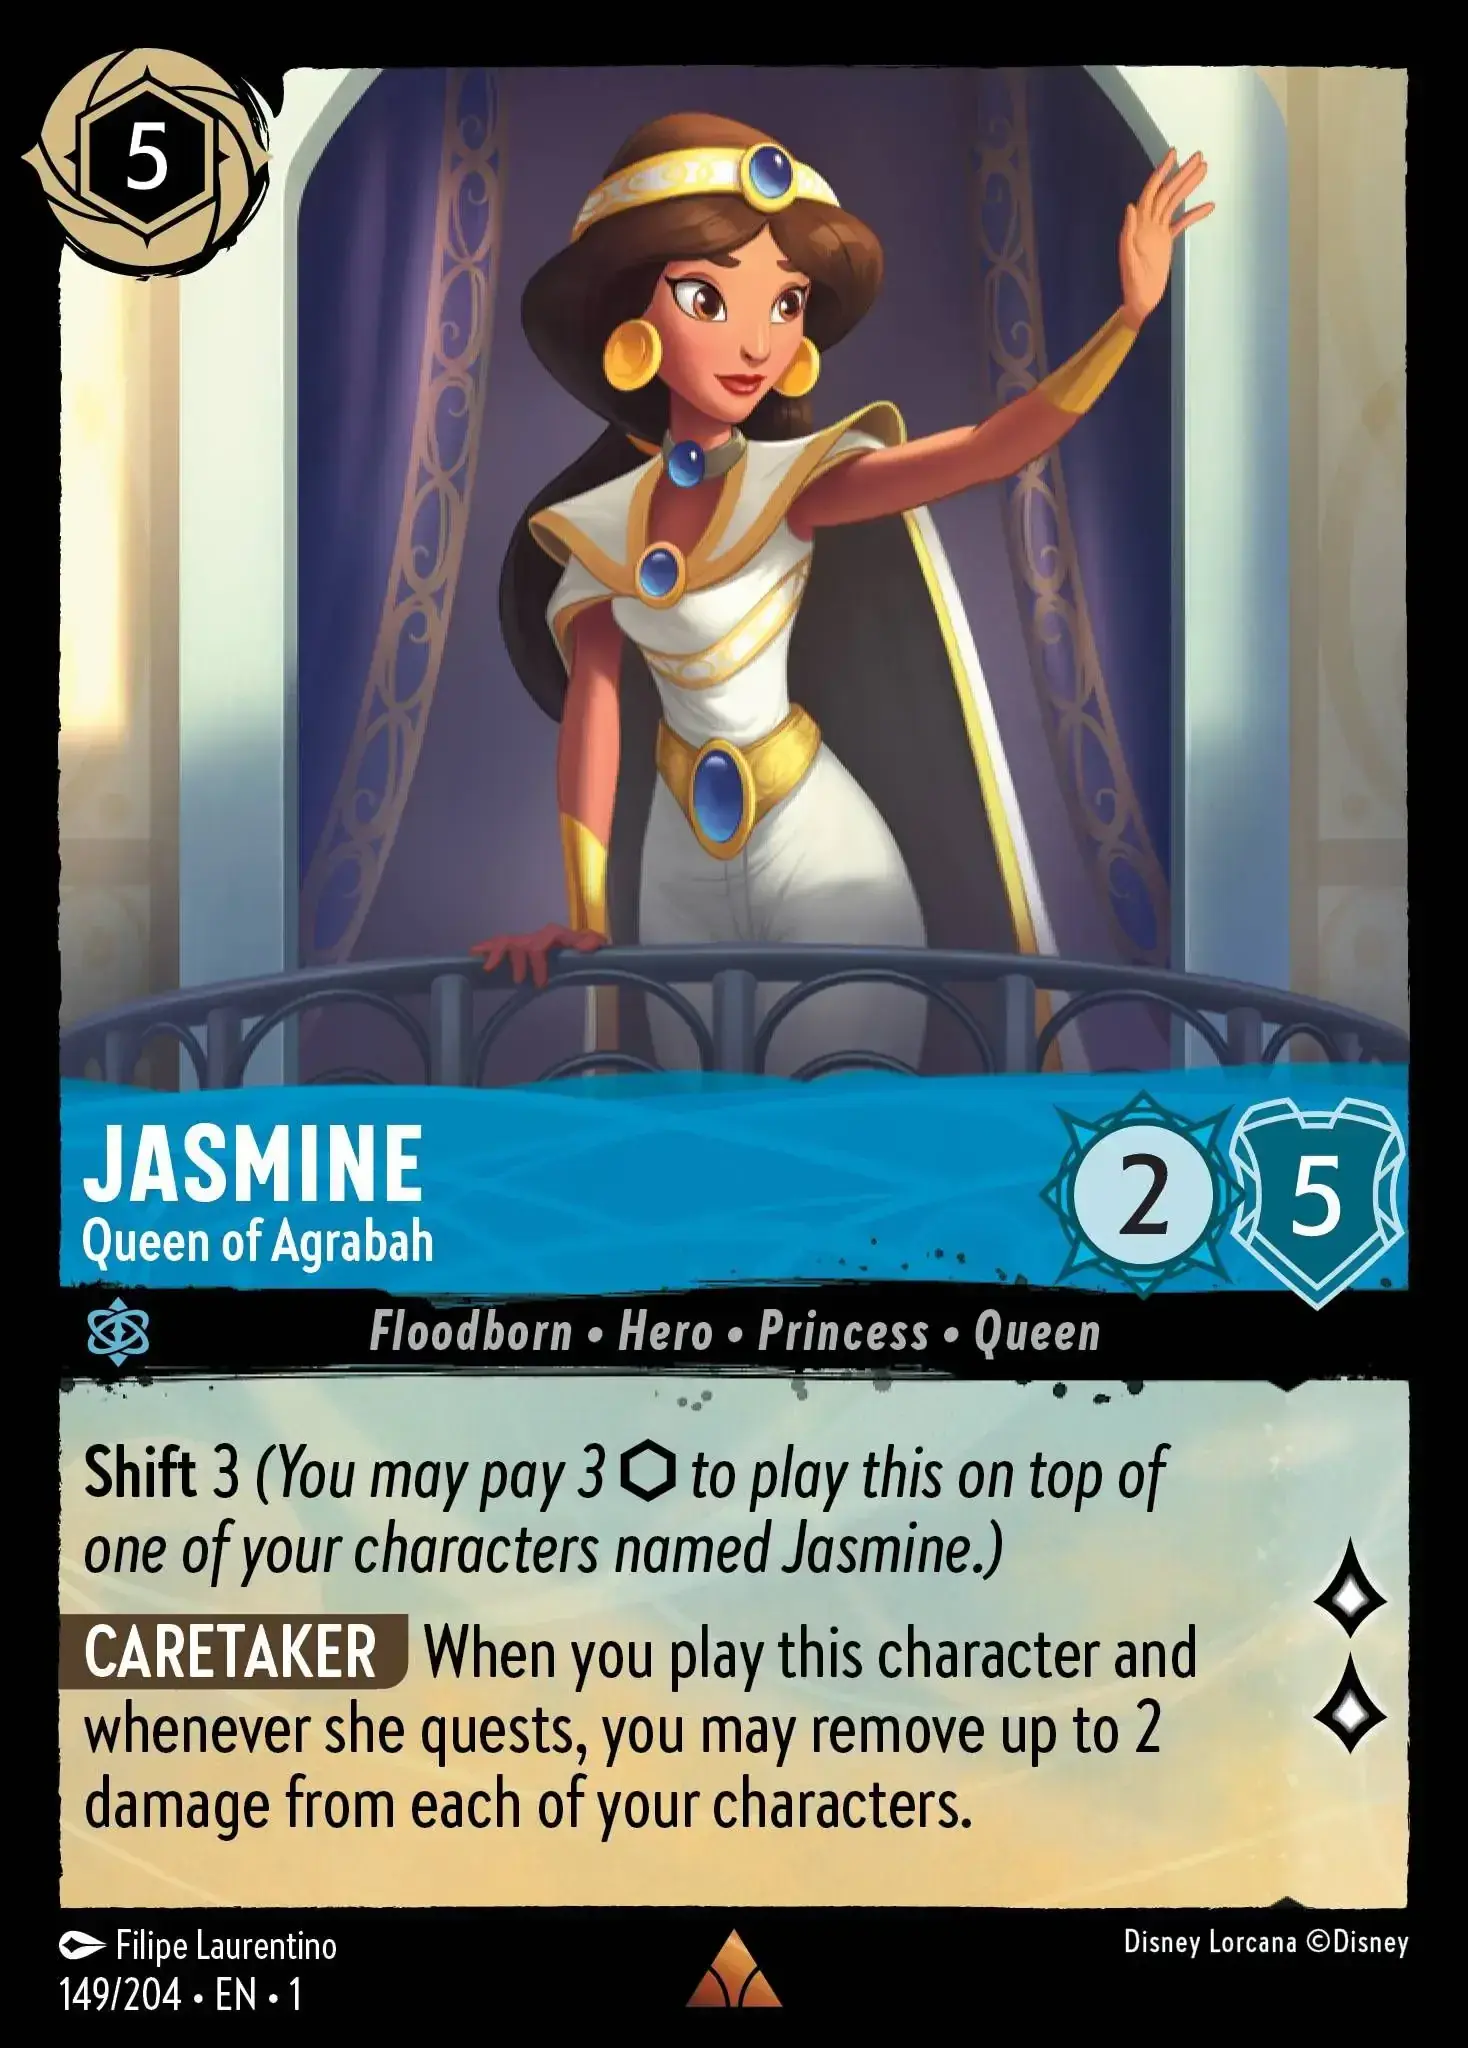 5
JASMINE
Queen of Agrabah
2
5
Floodborn • Hero • Princess • Queen
Shift 3 (You may pay 3 ⬡ to play this on top of
one of your characters named Jasmine.)
CARETAKER When you play this character and
whenever she quests, you may remove up to 2
damage from each of your characters.
Filipe Laurentino
Disney Lorcana ©Disney
149/204 • EN • 1